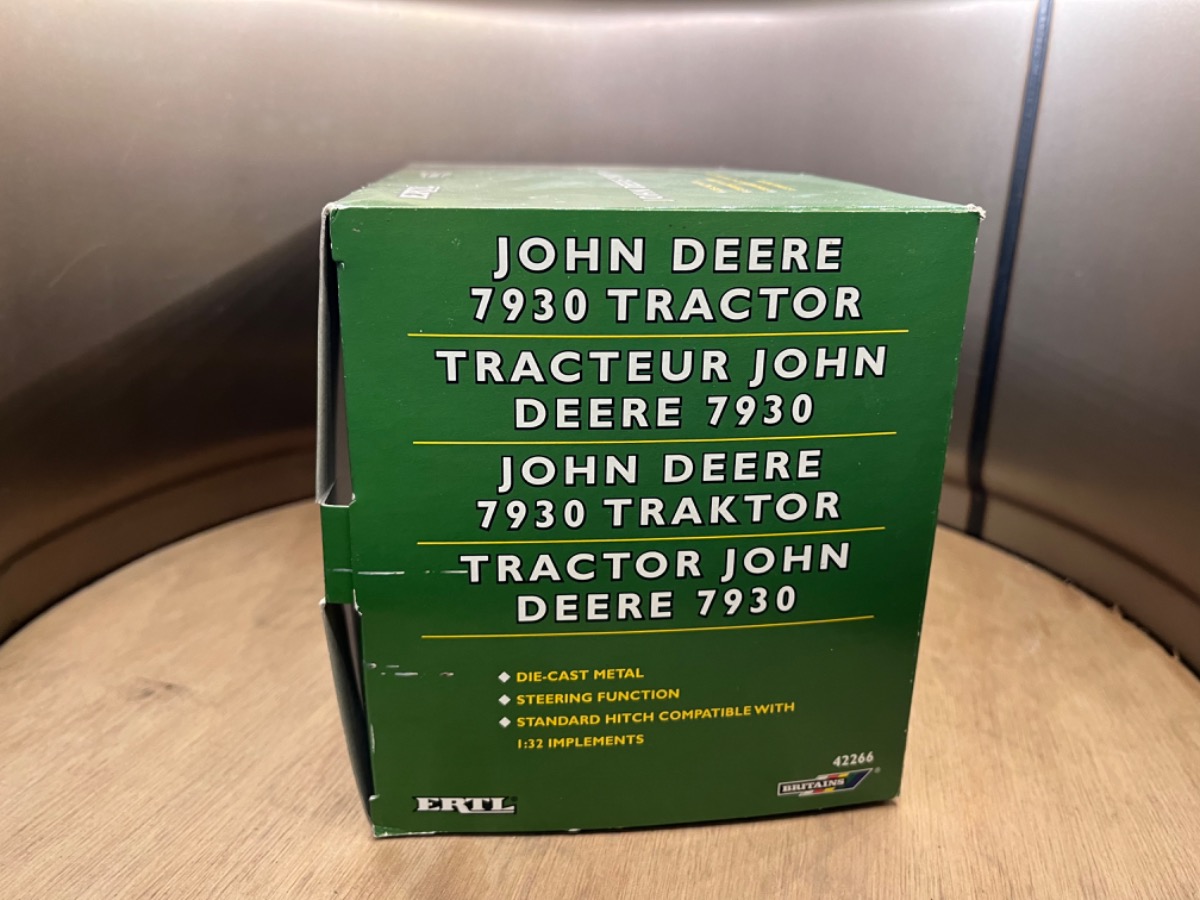 JOHN DEERE
7930 TRACTOR
TRACTEUR JOHN
DEERE 7930
JOHN DEERE
7930 TRAKTOR
TRACTOR JOHN
DEERE 7930
DIE-CAST METAL
STEERING FUNCTION
STANDARD HITCH COMPATIBLE WITH
1:32 IMPLEMENTS
42266
ERTL
BRITAINS ®